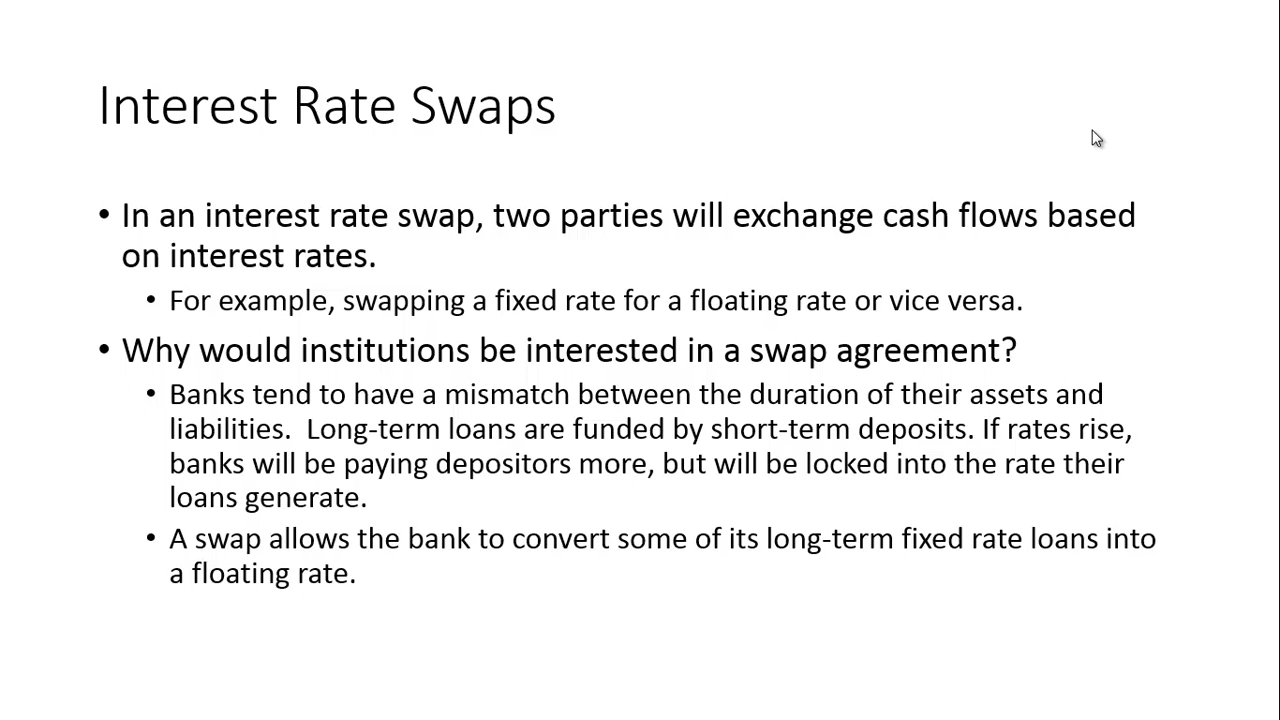 Interest Rate Swaps
• In an interest rate swap, two parties will exchange cash flows based
on interest rates.
• For example, swapping a fixed rate for a floating rate or vice versa.
• Why would institutions be interested in a swap agreement?
• Banks tend to have a mismatch between the duration of their assets and
liabilities.  Long-term loans are funded by short-term deposits. If rates rise,
banks will be paying depositors more, but will be locked into the rate their
loans generate.
• A swap allows the bank to convert some of its long-term fixed rate loans into
a floating rate.